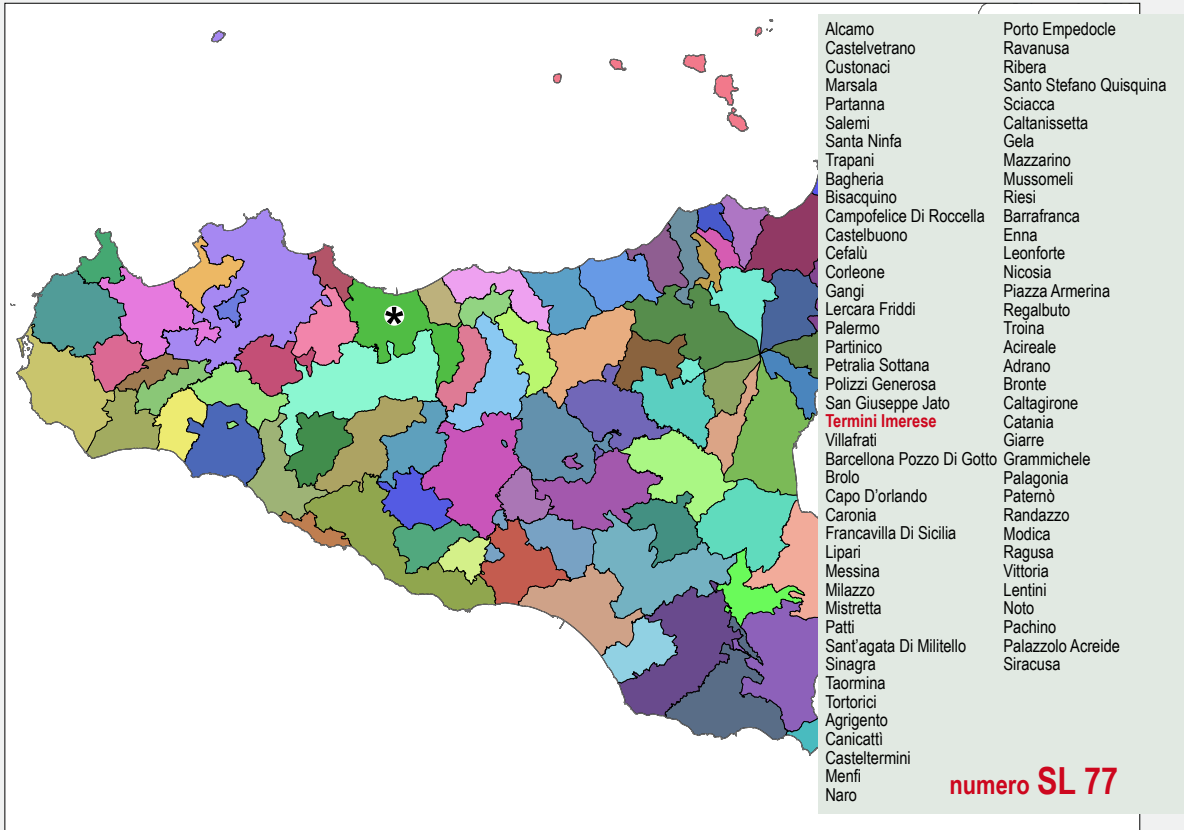 Alcamo
Castelvetrano
Custonaci
Marsala
Partanna
Salemi
Santa Ninfa
Trapani
Bagheria
Bisacquino
Campofelice Di Roccella
Castelbuono
Cefalù
Corleone
Gangi
Lercara Friddi
Palermo
Partinico
Petralia Sottana
Polizzi Generosa
San Giuseppe Jato
Termini Imerese
Villafrati
Barcellona Pozzo Di Gotto
Brolo
Capo D'orlando
Caronia
Francavilla Di Sicilia
Lipari
Messina
Milazzo
Mistretta
Patti
Sant'agata Di Militello
Sinagra
Taormina
Tortorici
Agrigento
Canicattì
Casteltermini
Menfi
Naro
Porto Empedocle
Ravanusa
Ribera
Santo Stefano Quisquina
Sciacca
Caltanissetta
Gela
Mazzarino
Mussomeli
Riesi
Barrafranca
Enna
Leonforte
Nicosia
Piazza Armerina
Regalbuto
Troina
Acireale
Adrano
Bronte
Caltagirone
Catania
Giarre
Grammichele
Palagonia
Paternò
Randazzo
Modica
Ragusa
Vittoria
Lentini
Noto
Pachino
Palazzolo Acreide
Siracusa
numero SL 77
*